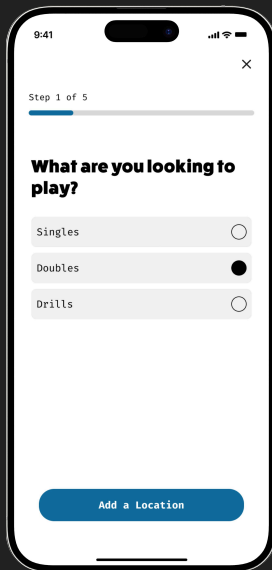 9:41
Step 1 of 5
What are you looking to
play?
Singles
Doubles
Drills
Add a Location